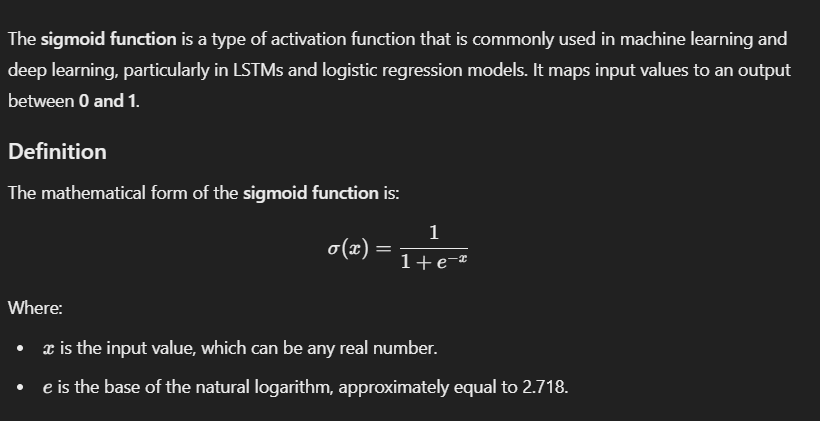 The sigmoid function is a type of activation function that is commonly used in machine learning and
deep learning, particularly in LSTMs and logistic regression models. It maps input values to an output
between 0 and 1.
Definition
The mathematical form of the sigmoid function is:
σ(x) = 1 / (1 + e^−x)
Where:
• x is the input value, which can be any real number.
• e is the base of the natural logarithm, approximately equal to 2.718.